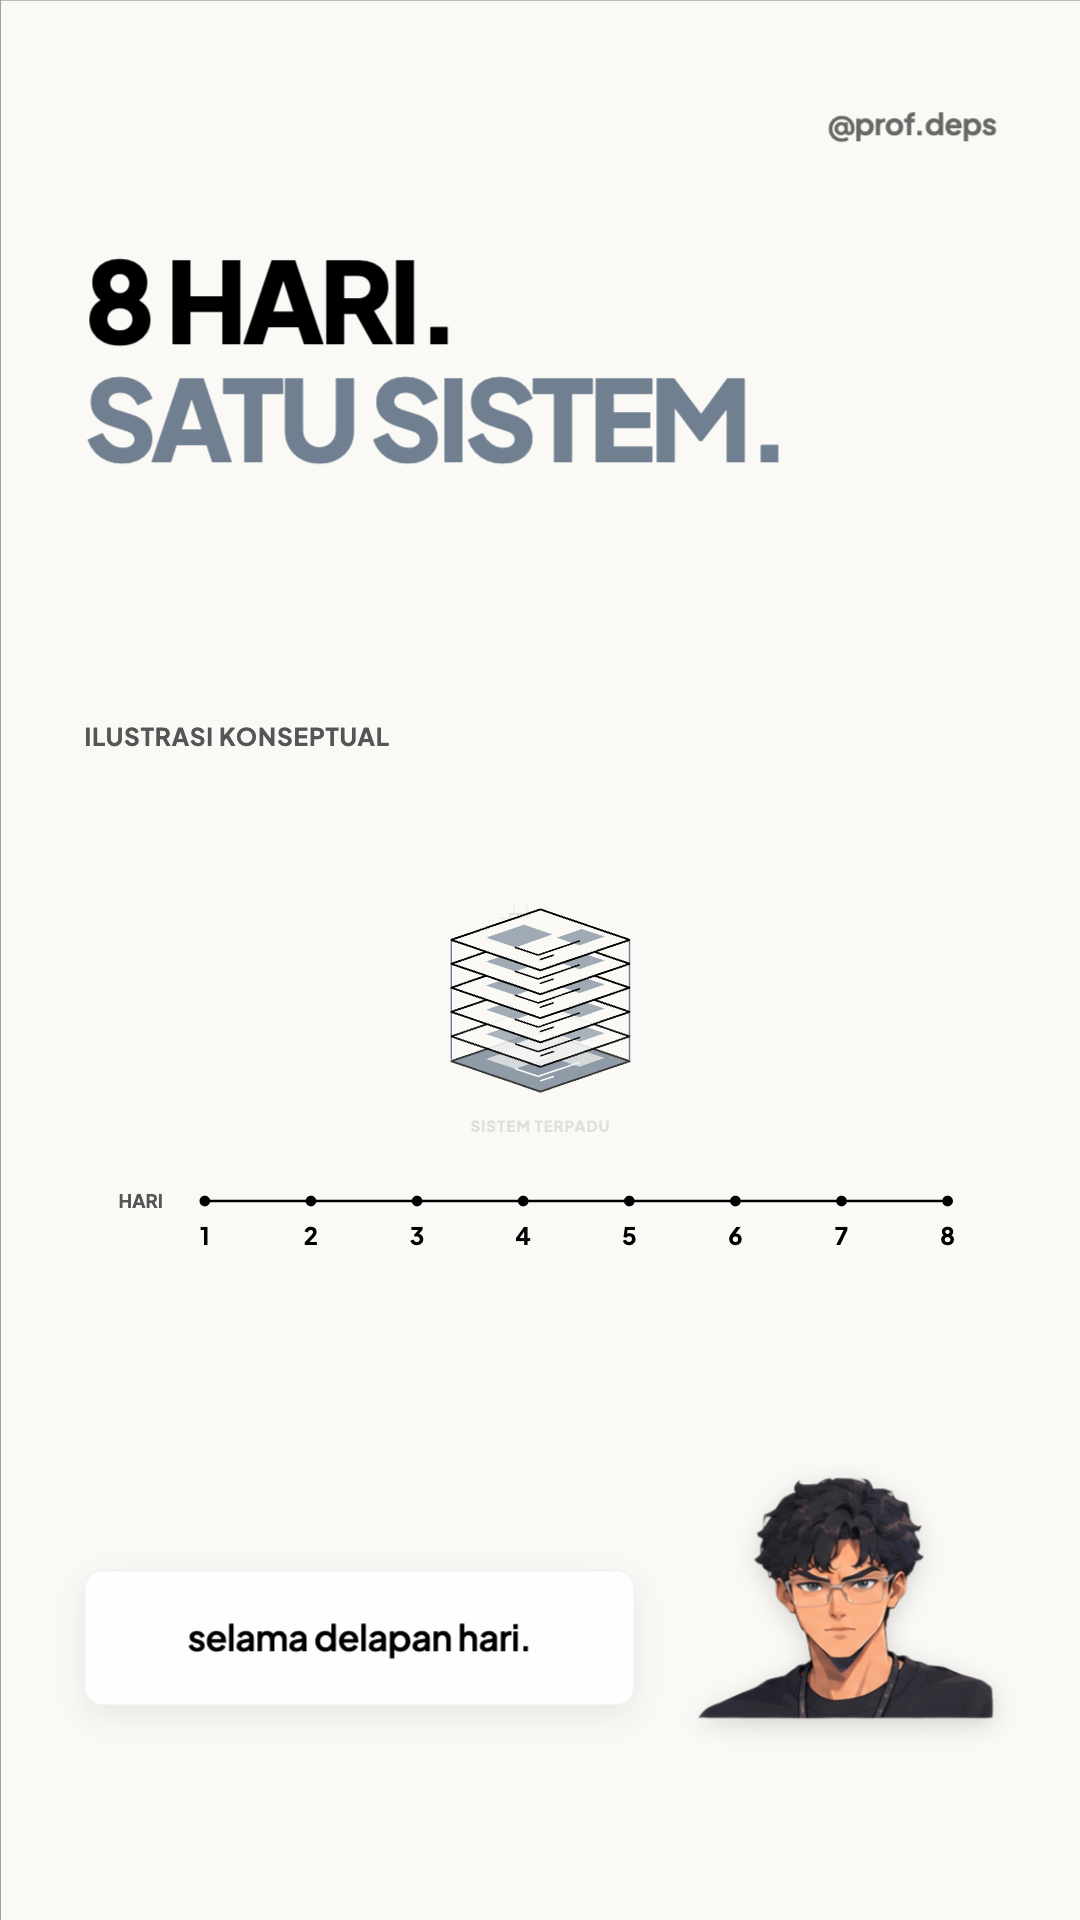 @prof.deps
8 HARI.
SATU SISTEM.
ILUSTRASI KONSEPTUAL
SISTEM TERPADU
HARI
1 2 3 4 5 6 7 8
selama delapan hari.